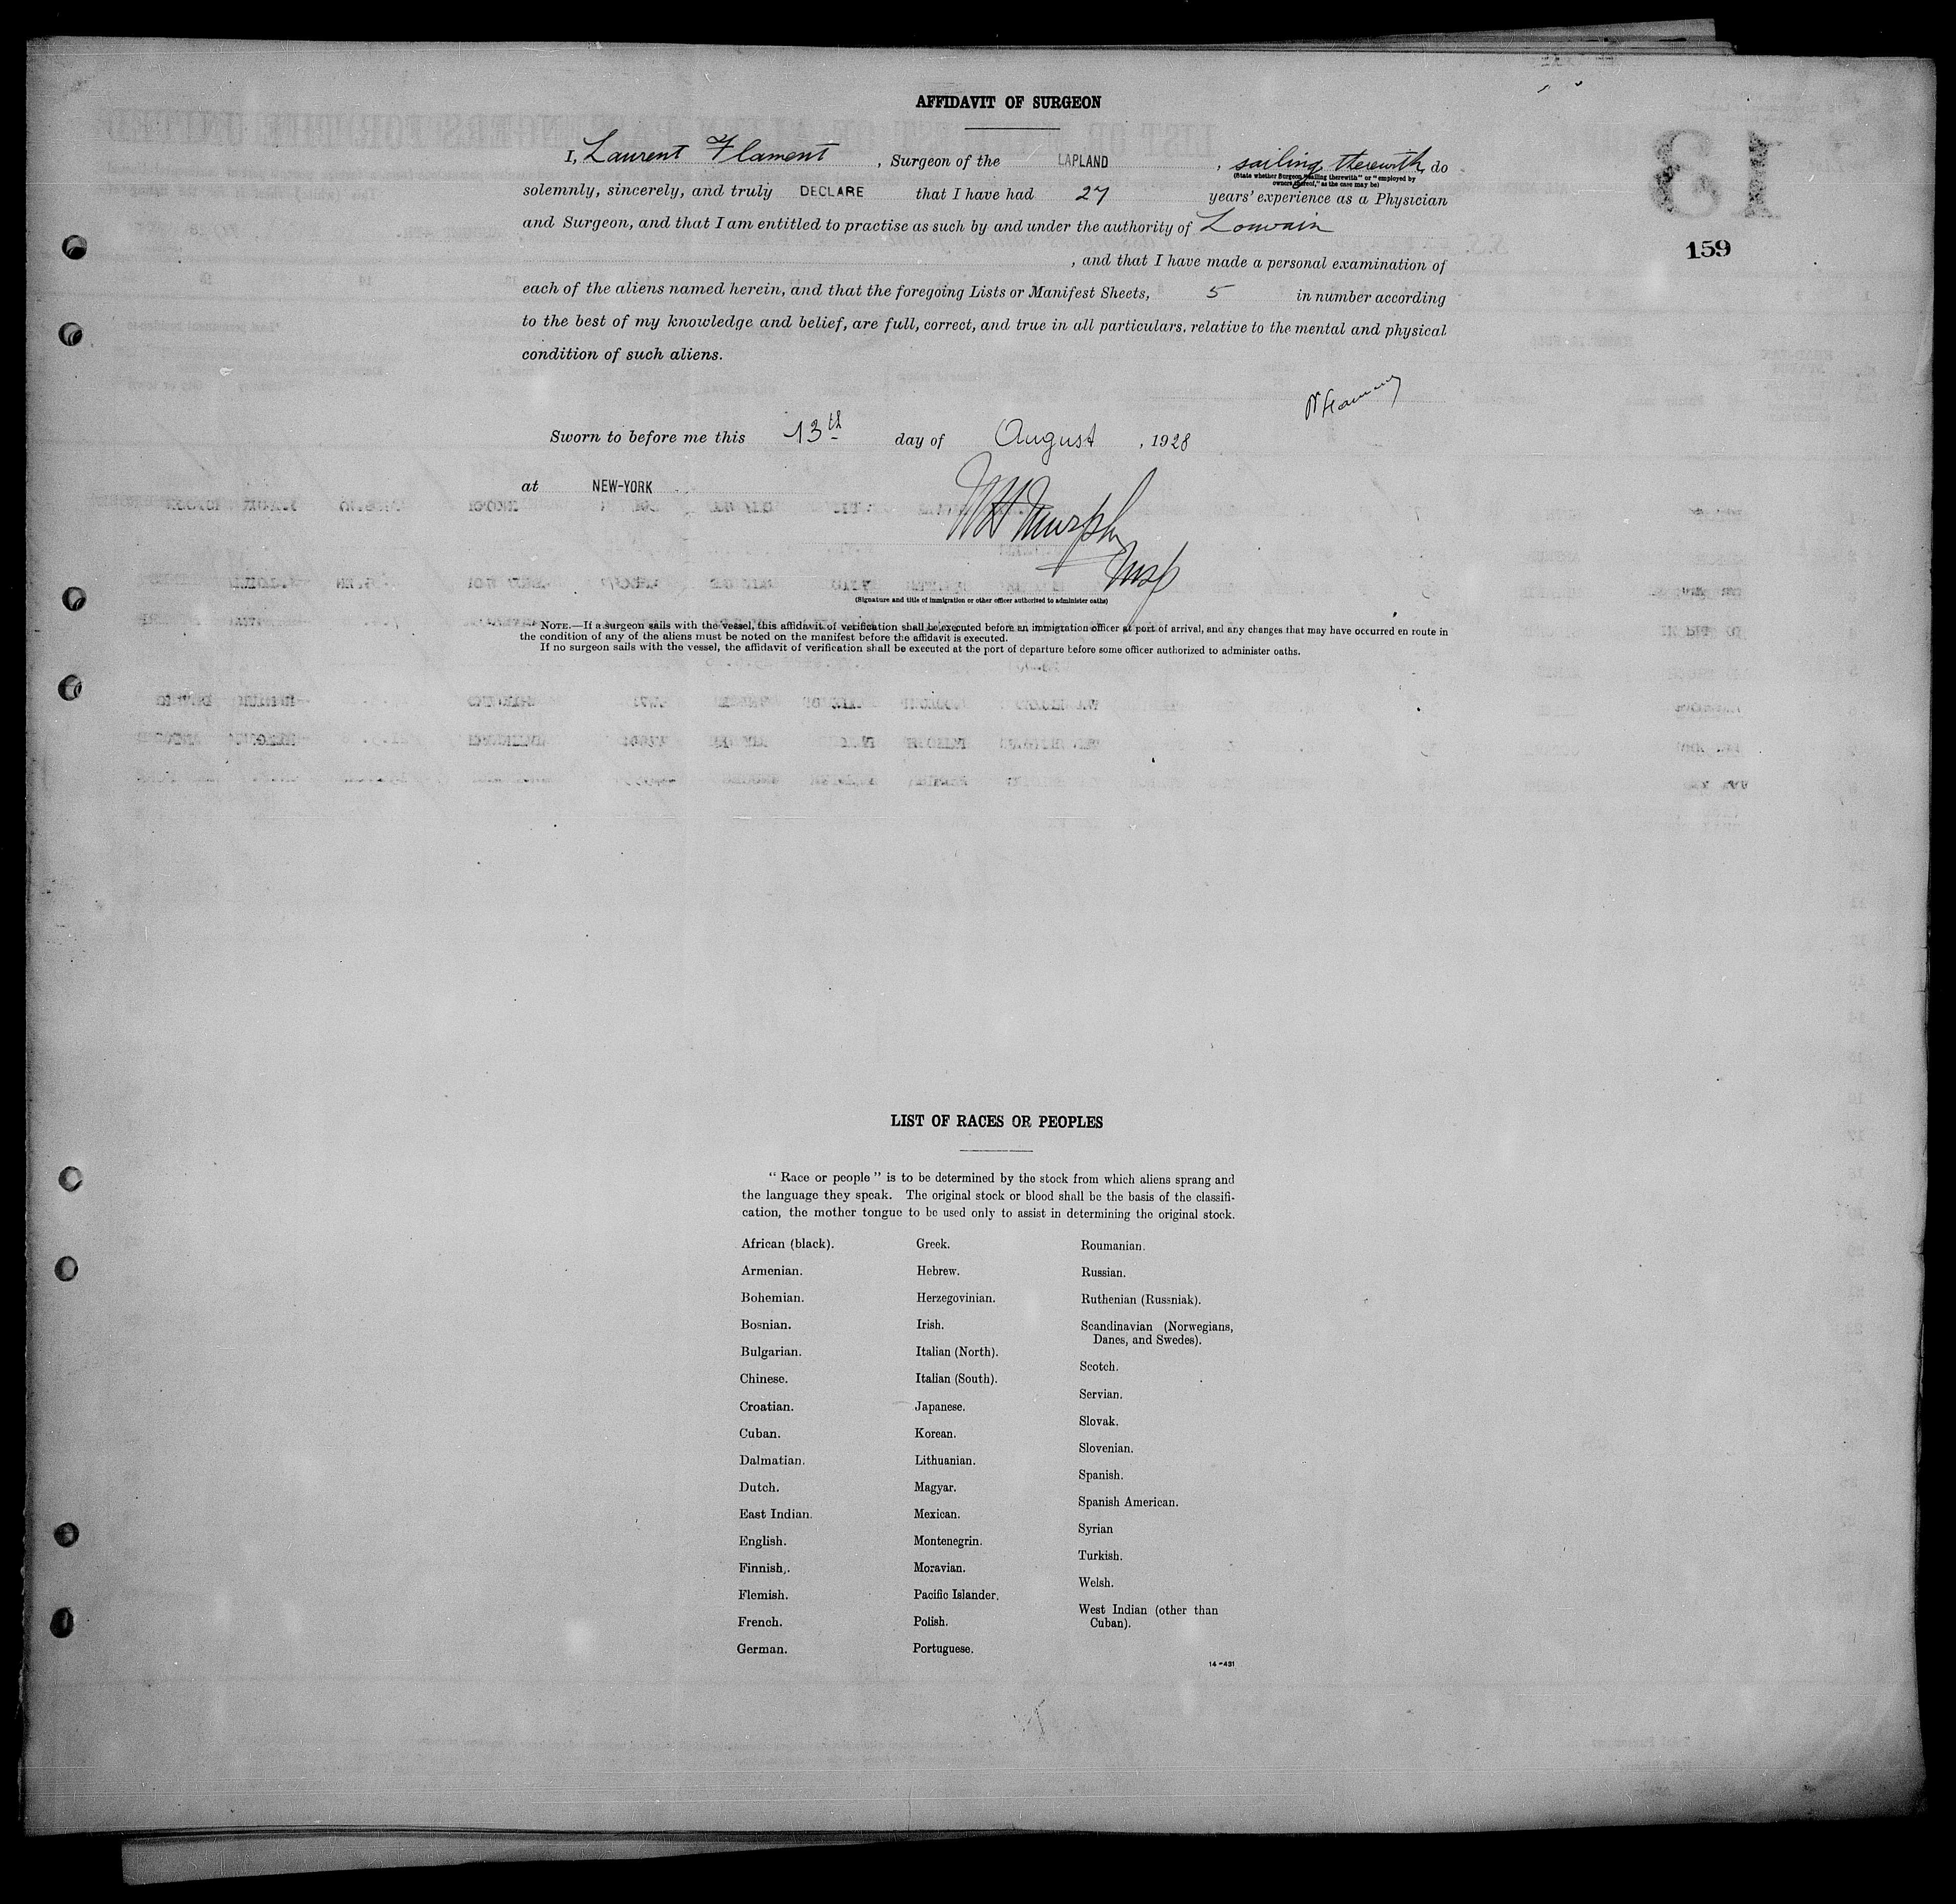 AFFIDAVIT OF SURGEON
I, Laurent Flament, Surgeon of the LAPLAND, sailing therewith, do
(State whether Surgeon "sailing therewith" or "employed by
owners thereof," as the case may be)
solemnly, sincerely, and truly DECLARE that I have had 27 years' experience as a Physician
and Surgeon, and that I am entitled to practise as such by and under the authority of Louvain
, and that I have made a personal examination of
each of the aliens named herein, and that the foregoing Lists or Manifest Sheets, 5 in number according
to the best of my knowledge and belief, are full, correct, and true in all particulars, relative to the mental and physical
condition of such aliens.
Sworn to before me this 13th day of August, 1928
at NEW-YORK
WH Murphy
Insp
(Signature and title of immigration or other officer authorized to administer oaths)
NOTE.—If a surgeon sails with the vessel, this affidavit of verification shall be executed before an immigration officer at port of arrival, and any changes that may have occurred en route in
the condition of any of the aliens must be noted on the manifest before the affidavit is executed.
If no surgeon sails with the vessel, the affidavit of verification shall be executed at the port of departure before some officer authorized to administer oaths.
159
LIST OF RACES OR PEOPLES
"Race or people" is to be determined by the stock from which aliens sprang and
the language they speak. The original stock or blood shall be the basis of the classifi-
cation, the mother tongue to be used only to assist in determining the original stock.
African (black).
Armenian.
Bohemian.
Bosnian.
Bulgarian.
Chinese.
Croatian.
Cuban.
Dalmatian.
Dutch.
East Indian.
English.
Finnish.
Flemish.
French.
German.
Greek.
Hebrew.
Herzegovinian.
Irish.
Italian (North).
Italian (South).
Japanese.
Korean.
Lithuanian.
Magyar.
Mexican.
Montenegrin.
Moravian.
Pacific Islander.
Polish.
Portuguese.
Roumanian.
Russian.
Ruthenian (Russniak).
Scandinavian (Norwegians,
Danes, and Swedes).
Scotch.
Servian.
Slovak.
Slovenian.
Spanish.
Spanish American.
Syrian
Turkish.
Welsh.
West Indian (other than
Cuban).
14-431